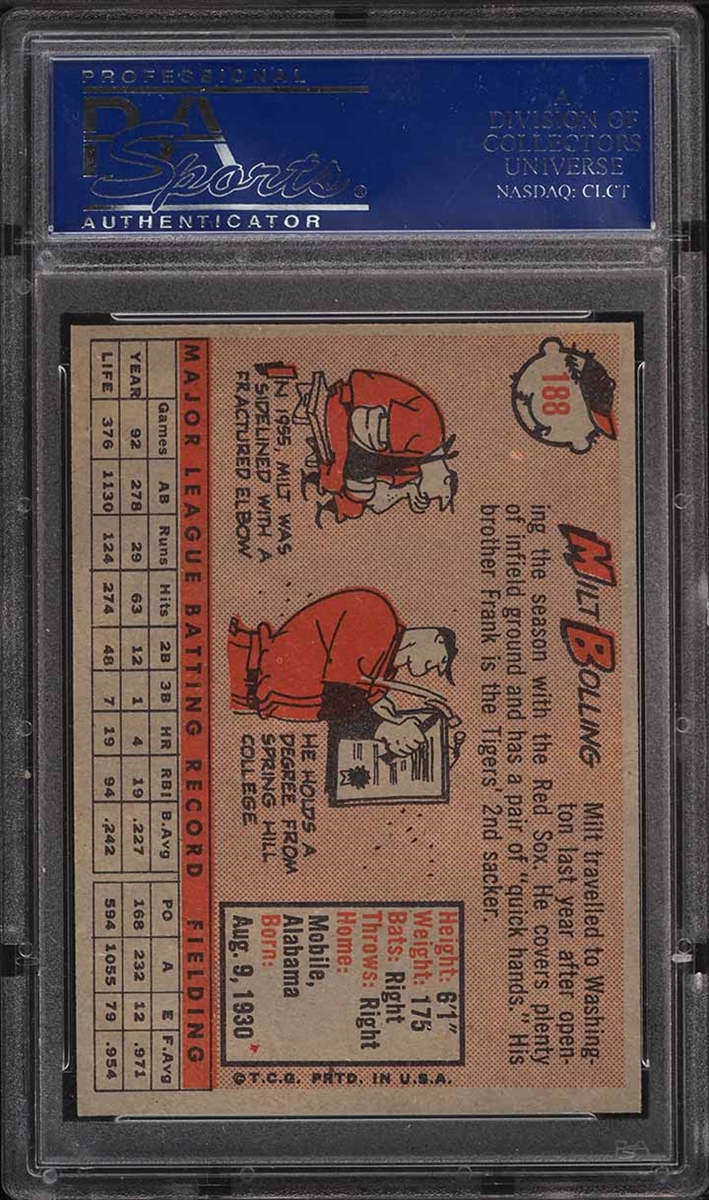 PROFESSIONAL
PSA
Sports®
AUTHENTICATOR
A
DIVISION OF
COLLECTORS
UNIVERSE
NASDAQ: CLCT
188
MILT BOLLING
Milt travelled to Washing-
ton last year after open-
ing the season with the Red Sox. He covers plenty
of infield ground and has a pair of "quick hands." His
brother Frank is the Tigers' 2nd sacker.
IN 1955, MILT WAS
SIDELINED WITH A
FRACTURED ELBOW
HE HOLDS A
DEGREE FROM
SPRING HILL
COLLEGE
Height: 6'1"
Weight: 175
Bats: Right
Throws: Right
Home:
Mobile,
Alabama
Born:
Aug. 9, 1930
©T.C.G. PRTD. IN U.S.A.
MAJOR LEAGUE BATTING RECORD FIELDING
Games AB Runs Hits 2B 3B HR RBI B.Avg PO A E F.Avg
YEAR 92 278 29 63 12 1 4 19 .227 168 232 12 .971
LIFE 376 1130 124 274 48 7 19 94 .242 594 1055 79 .954
PSA